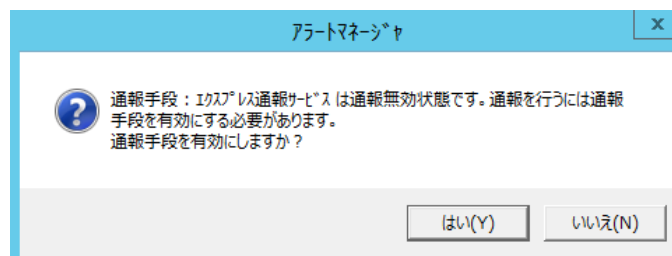 アラートマネージャ
x
通報手段：エクスプレス通報サービス は通報無効状態です。通報を行うには通報
手段を有効にする必要があります。
通報手段を有効にしますか？
はい(Y)
いいえ(N)